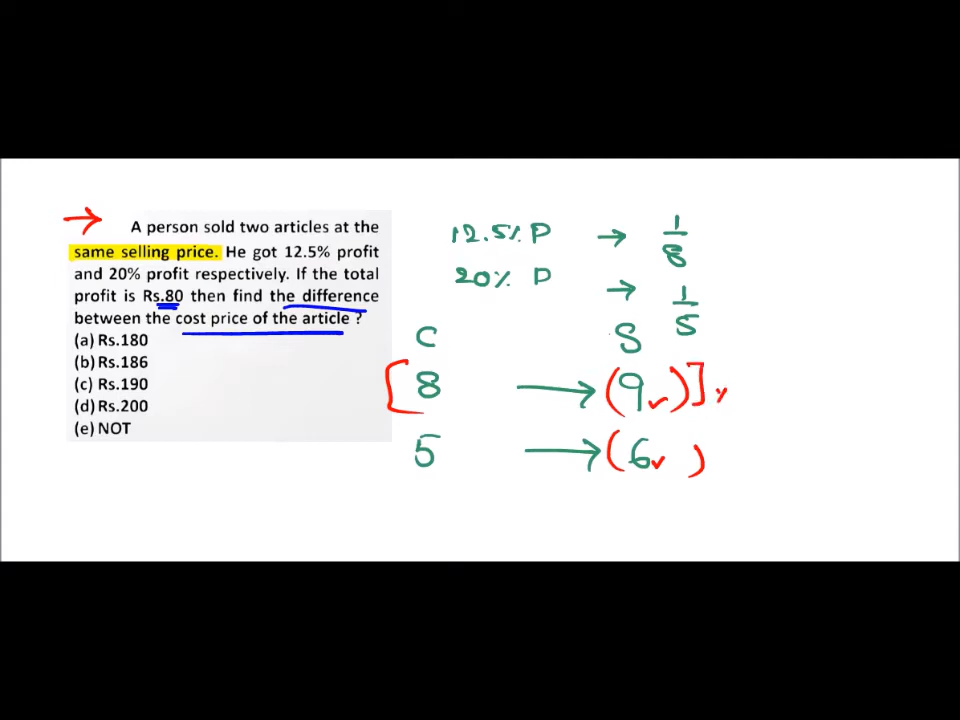 A person sold two articles at the
same selling price. He got 12.5% profit
and 20% profit respectively. If the total
profit is Rs.80 then find the difference
between the cost price of the article ?
(a) Rs.180
(b) Rs.186
(c) Rs.190
(d) Rs.200
(e) NOT
12.5% P → 1/8
20% P → 1/5
C S
[8 → (9✓)]×
5 → (6✓)